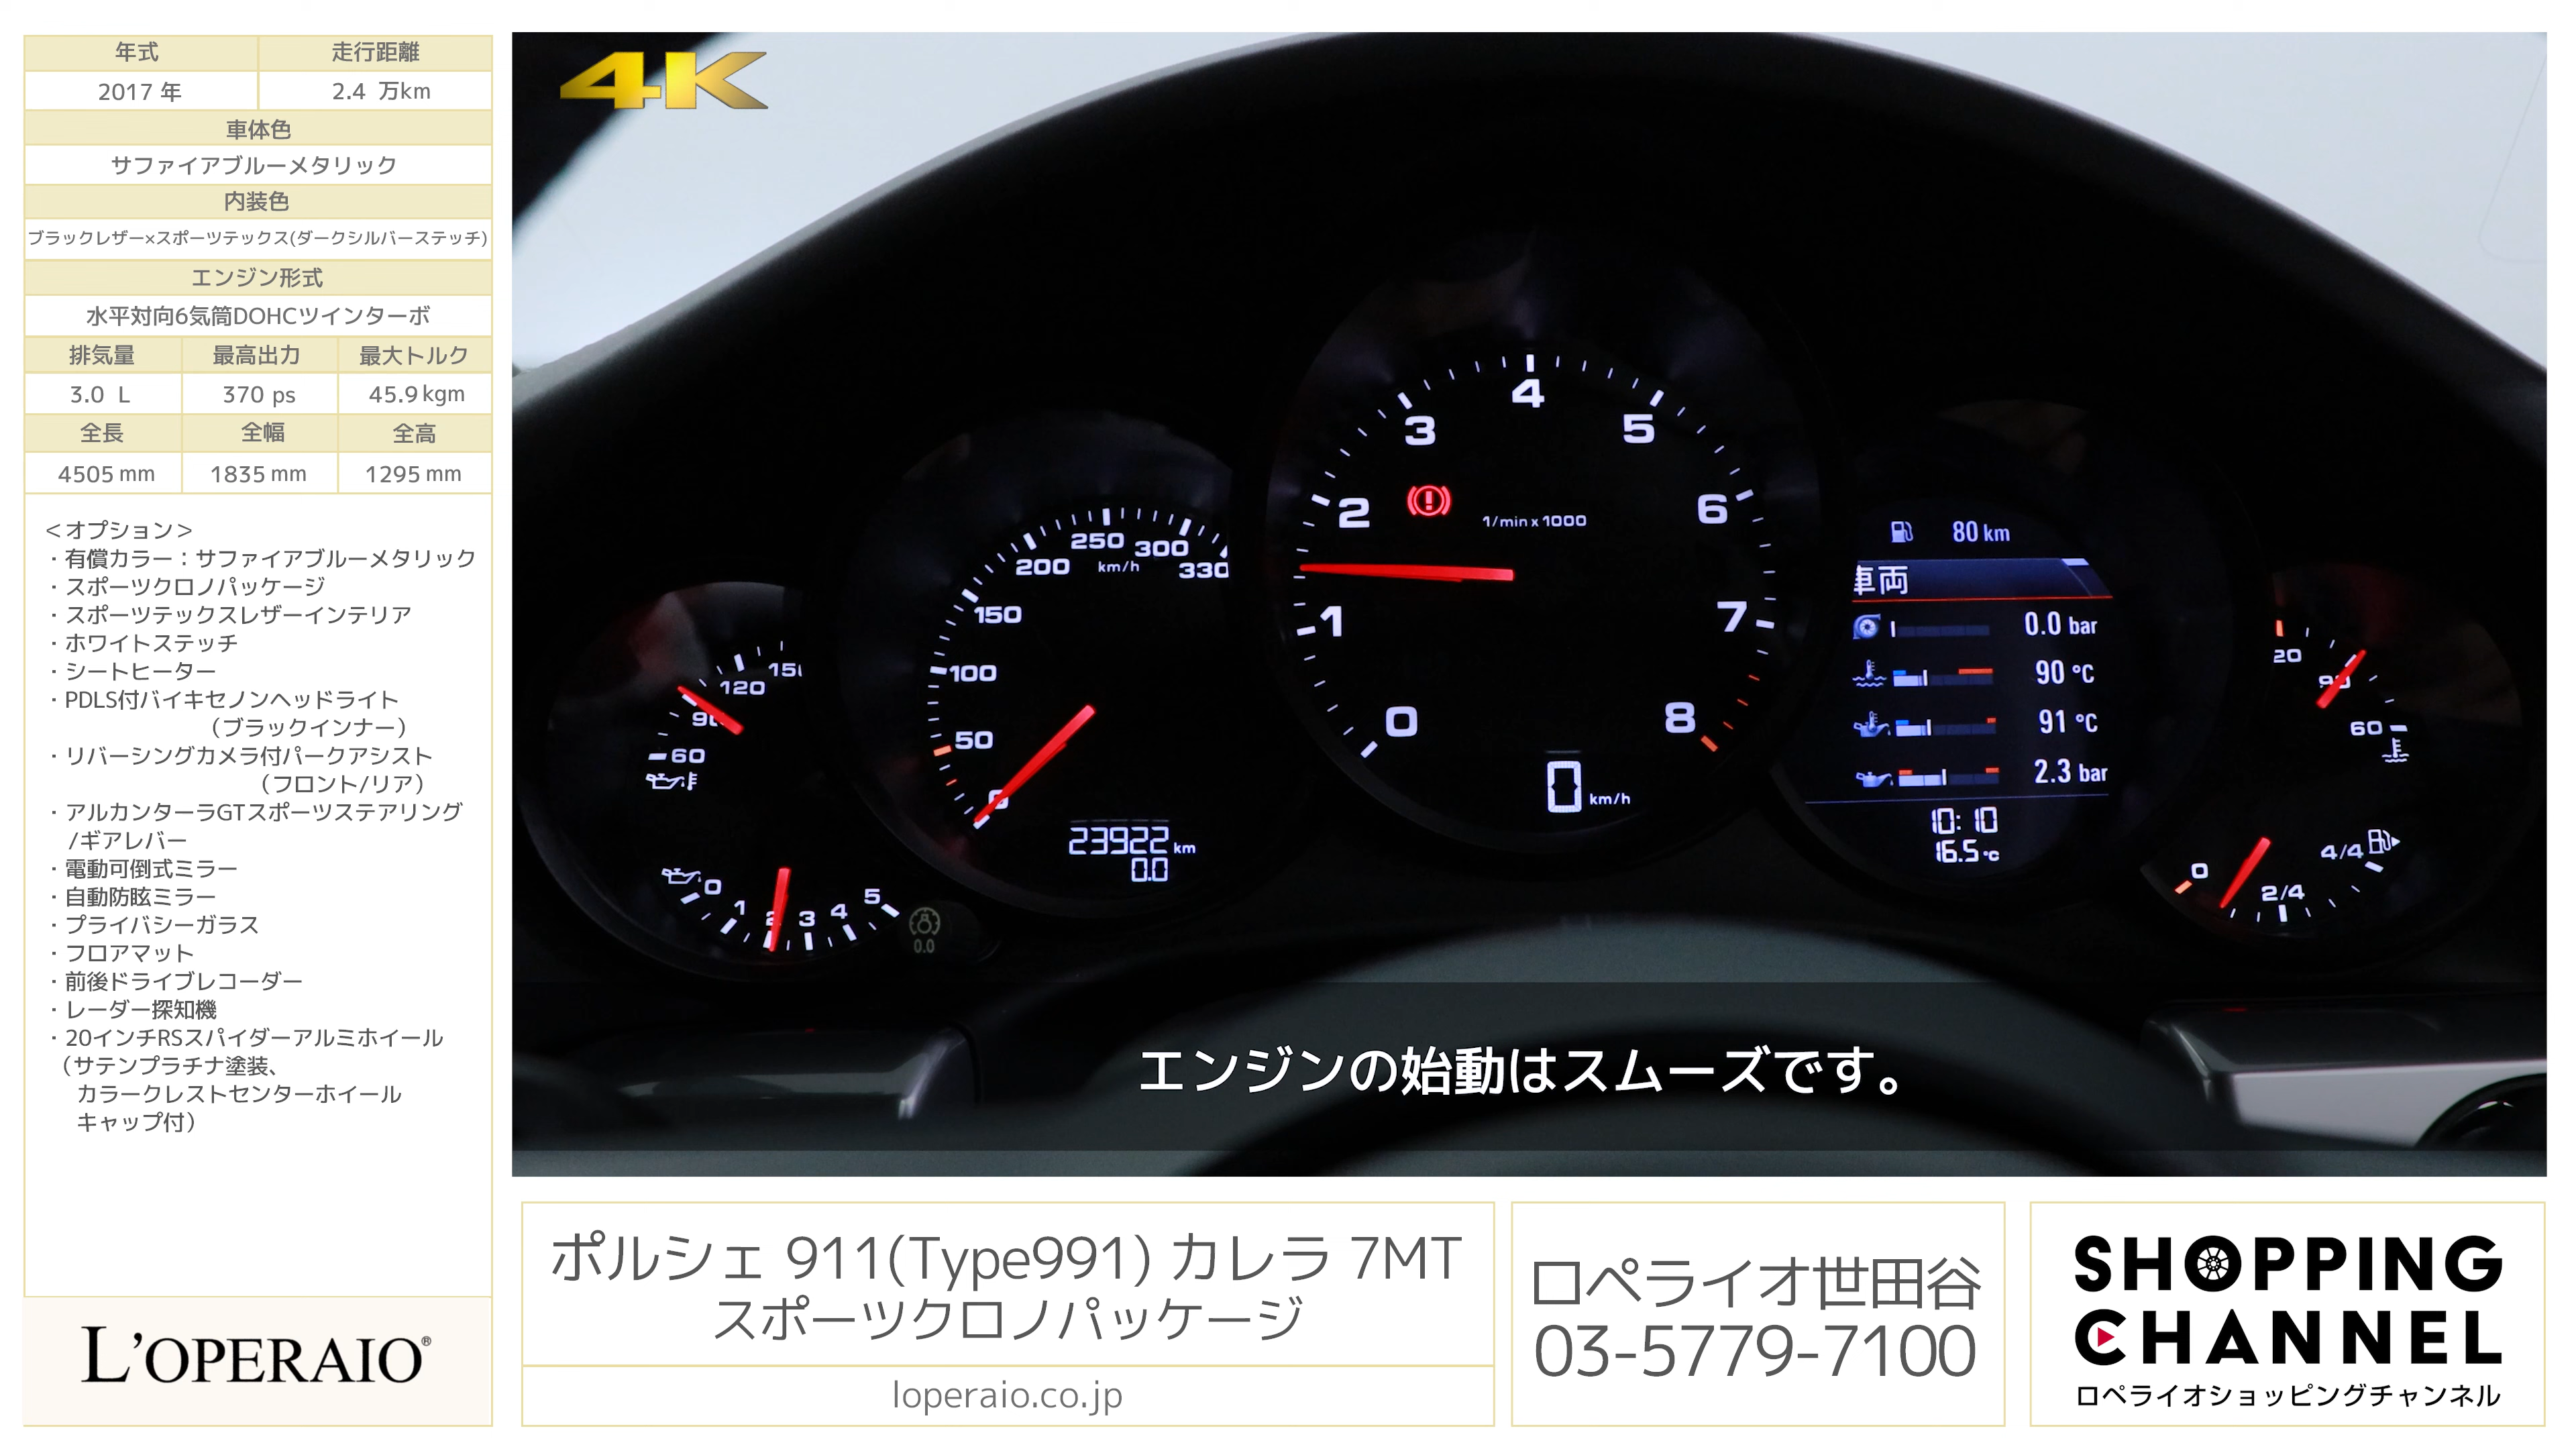 年式 走行距離
2017 年 2.4 万km
車体色
サファイアブルーメタリック
内装色
ブラックレザー×スポーツテックス(ダークシルバーステッチ)
エンジン形式
水平対向6気筒DOHCツインターボ
排気量 最高出力 最大トルク
3.0 L 370 ps 45.9 kgm
全長 全幅 全高
4505 mm 1835 mm 1295 mm
＜オプション＞
・有償カラー：サファイアブルーメタリック
・スポーツクロノパッケージ
・スポーツテックスレザーインテリア
・ホワイトステッチ
・シートヒーター
・PDLS付バイキセノンヘッドライト
（ブラックインナー）
・リバーシングカメラ付パークアシスト
（フロント/リア）
・アルカンターラGTスポーツステアリング
/ギアレバー
・電動可倒式ミラー
・自動防眩ミラー
・プライバシーガラス
・フロアマット
・前後ドライブレコーダー
・レーダー探知機
・20インチRSスパイダーアルミホイール
（サテンプラチナ塗装、
カラークレストセンターホイール
キャップ付）
L'OPERAIO®
4K
60 90 120 150
0 1 2 3 4 5
0.0
0 50 100 150 200 250 300 330
km/h
23922 km
0.0
0 1 2 3 4 5 6 7 8
1/min x 1000
0 km/h
80 km
車両
0.0 bar
90 °C
91 °C
2.3 bar
10:10
16.5 °C
120 90 60
0 2/4 4/4
エンジンの始動はスムーズです。
ポルシェ 911(Type991) カレラ 7MT
スポーツクロノパッケージ
loperaio.co.jp
ロペライオ世田谷
03-5779-7100
SHOPPING
CHANNEL
ロペライオショッピングチャンネル